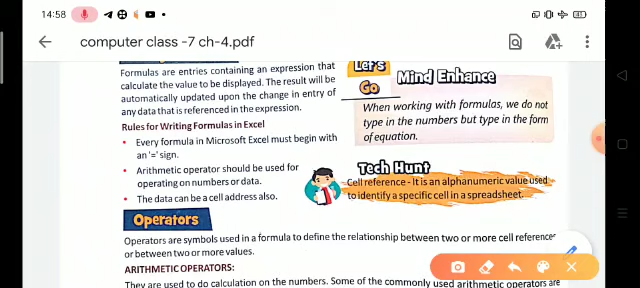 14:58
41
computer class -7 ch-4.pdf
Formulas are entries containing an expression that
calculate the value to be displayed. The result will be
automatically updated upon the change in entry of
any data that is referenced in the expression.
Rules for Writing Formulas in Excel
• Every formula in Microsoft Excel must begin with
an '=' sign.
• Arithmetic operator should be used for
operating on numbers or data.
• The data can be a cell address also.
Let's
Go
Mind Enhance
When working with formulas, we do not
type in the numbers but type in the form
of equation.
Tech Hunt
Cell reference - It is an alphanumeric value used
to identify a specific cell in a spreadsheet.
Operators
Operators are symbols used in a formula to define the relationship between two or more cell references
or between two or more values.
ARITHMETIC OPERATORS:
They are used to do calculation on the numbers. Some of the commonly used arithmetic operators are